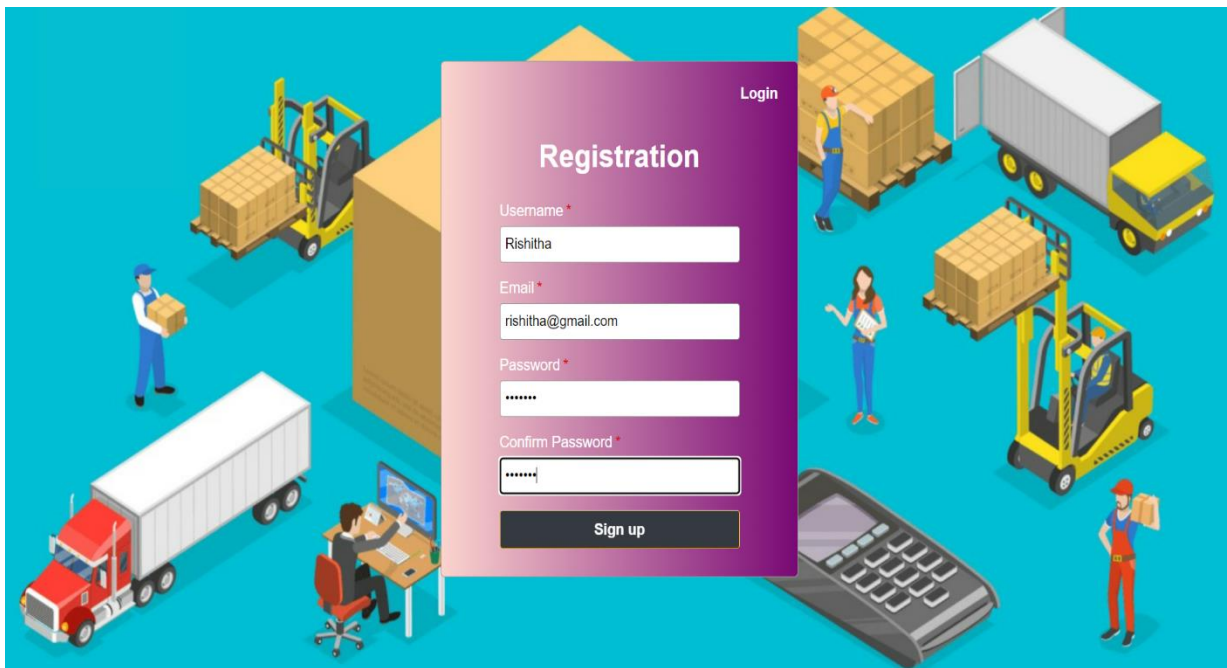 Login
Registration
Username *
Rishitha
Email *
rishitha@gmail.com
Password *
•••••••
Confirm Password *
•••••••
Sign up